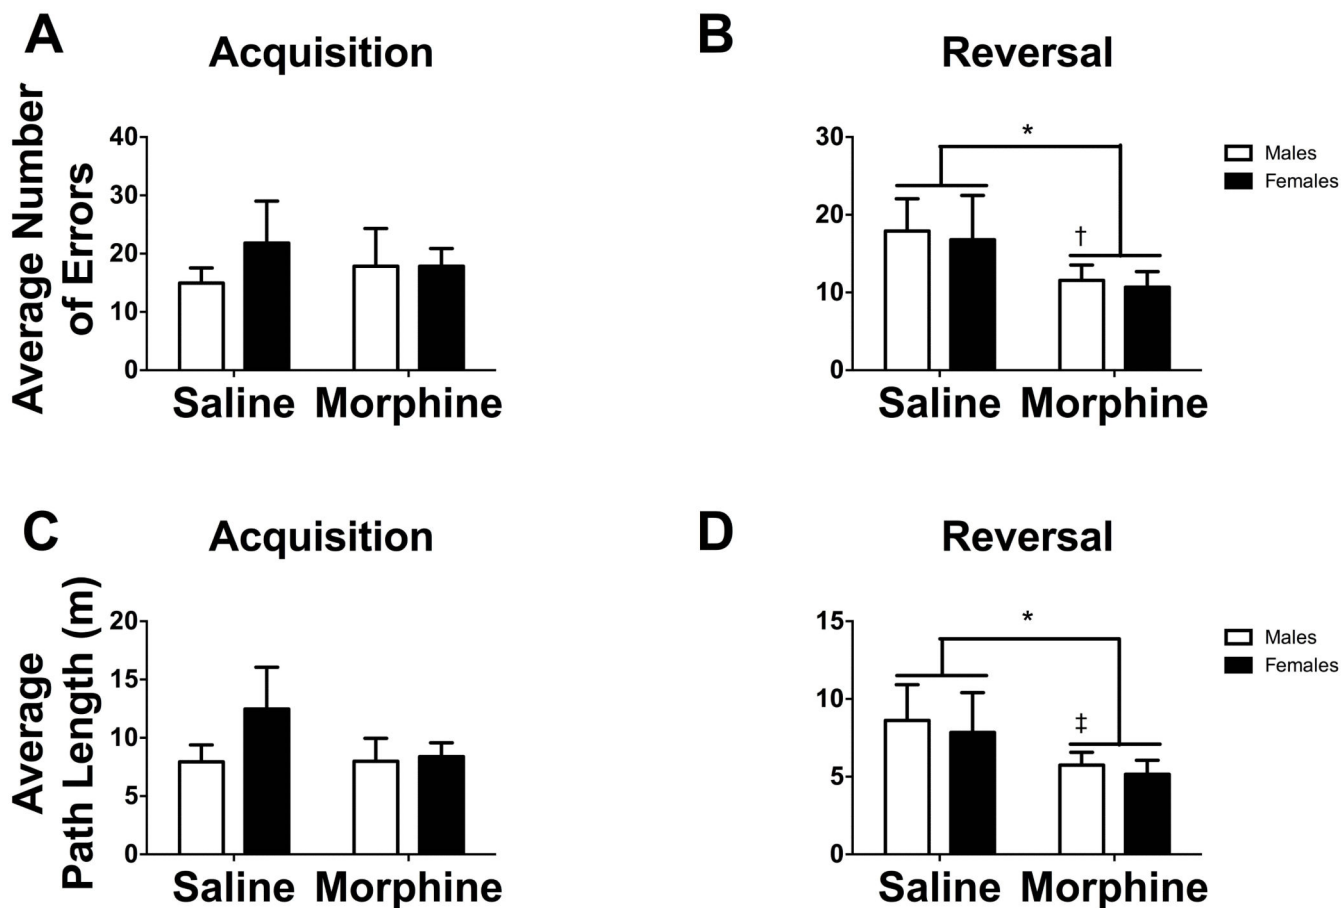 A
Acquisition
Average Number
of Errors
40
30
20
10
0
Saline
Morphine
B
Reversal
30
20
10
0
*
†
Saline
Morphine
Males
Females
C
Acquisition
Average
Path Length (m)
20
15
10
5
0
Saline
Morphine
D
Reversal
15
10
5
0
*
‡
Saline
Morphine
Males
Females